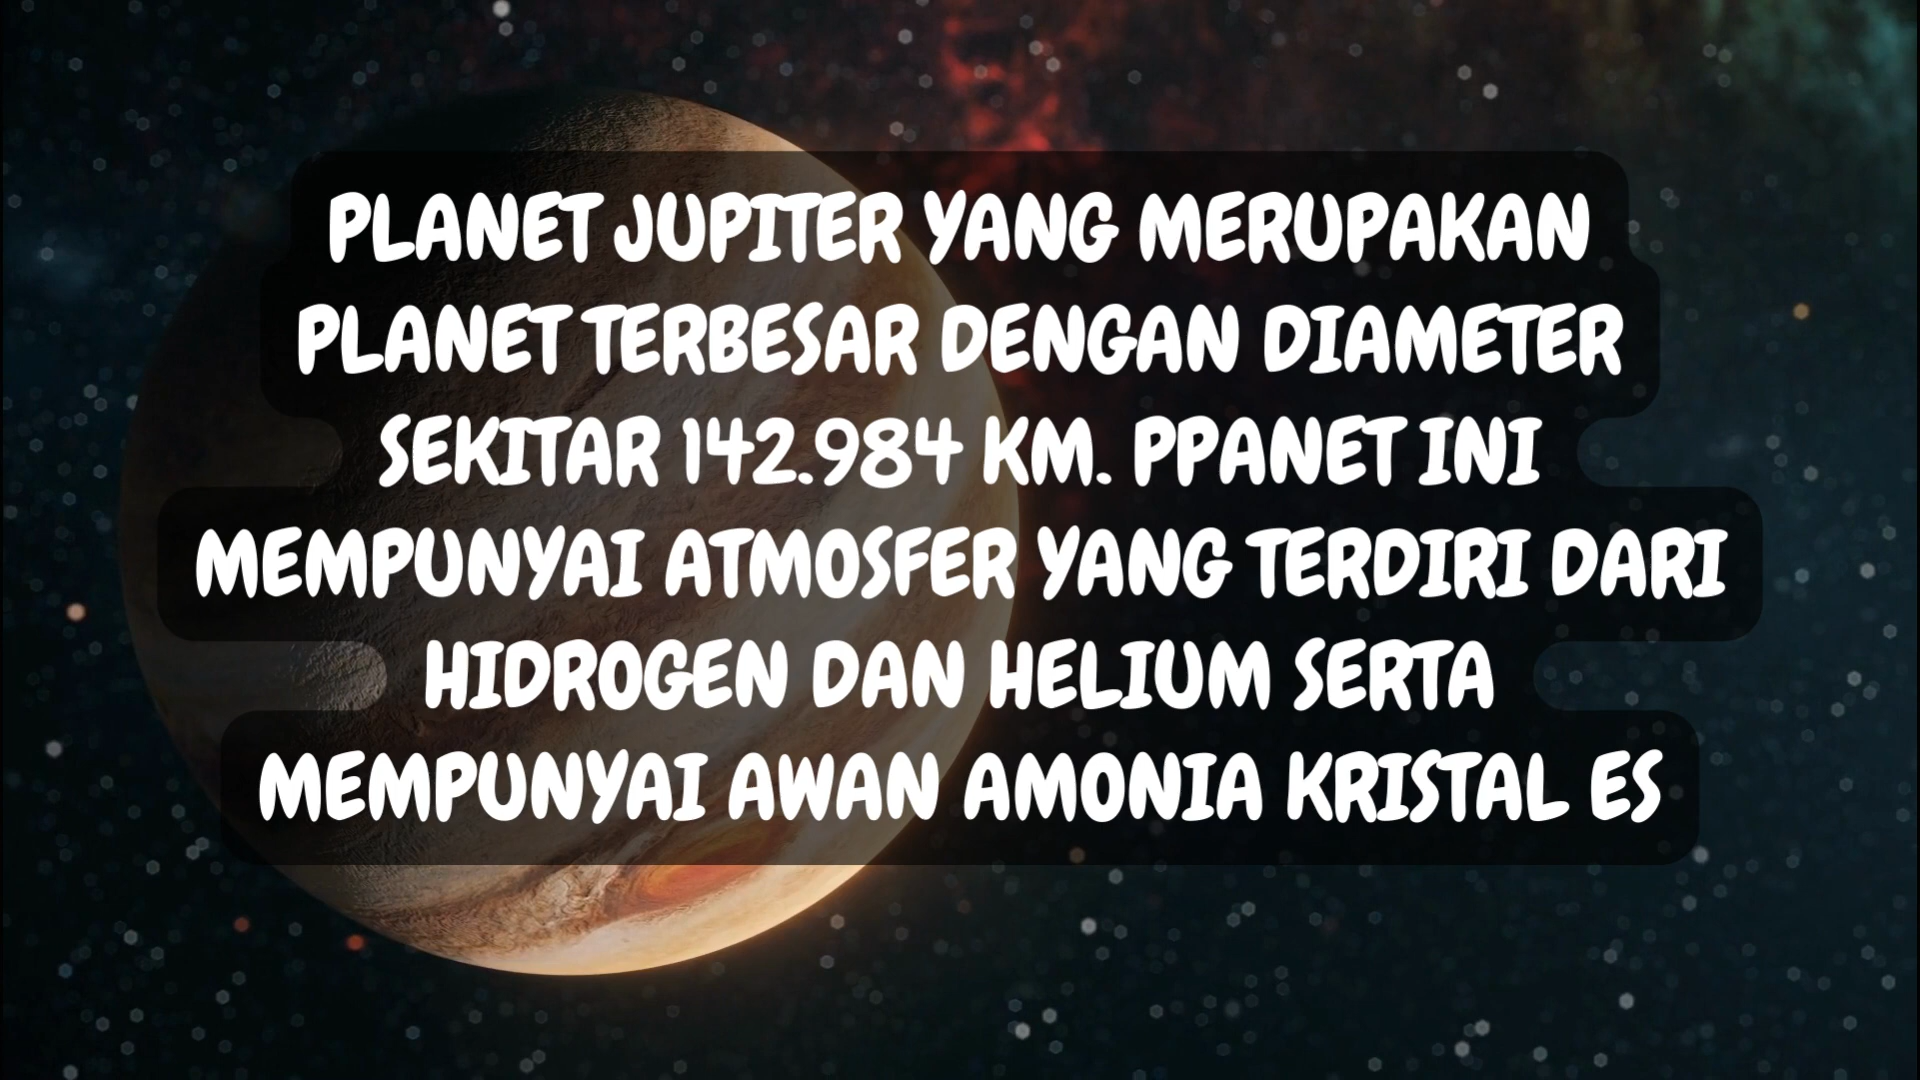 PLANET JUPITER YANG MERUPAKAN
PLANET TERBESAR DENGAN DIAMETER
SEKITAR 142.984 KM. PPANET INI
MEMPUNYAI ATMOSFER YANG TERDIRI DARI
HIDROGEN DAN HELIUM SERTA
MEMPUNYAI AWAN AMONIA KRISTAL ES